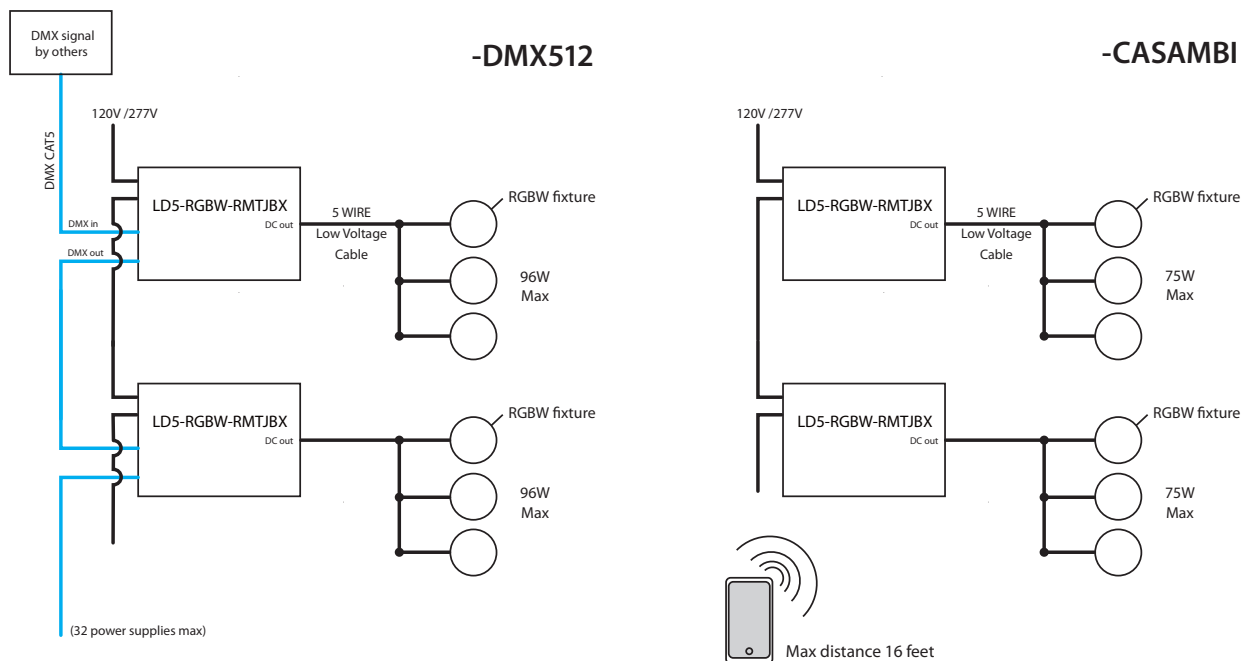 DMX signal
by others
-DMX512
120V /277V
DMX CAT5
LD5-RGBW-RMTJBX
DC out
DMX in
DMX out
5 WIRE
Low Voltage
Cable
RGBW fixture
96W
Max
LD5-RGBW-RMTJBX
DC out
RGBW fixture
96W
Max
(32 power supplies max)
-CASAMBI
120V /277V
LD5-RGBW-RMTJBX
DC out
5 WIRE
Low Voltage
Cable
RGBW fixture
75W
Max
LD5-RGBW-RMTJBX
DC out
RGBW fixture
75W
Max
Max distance 16 feet